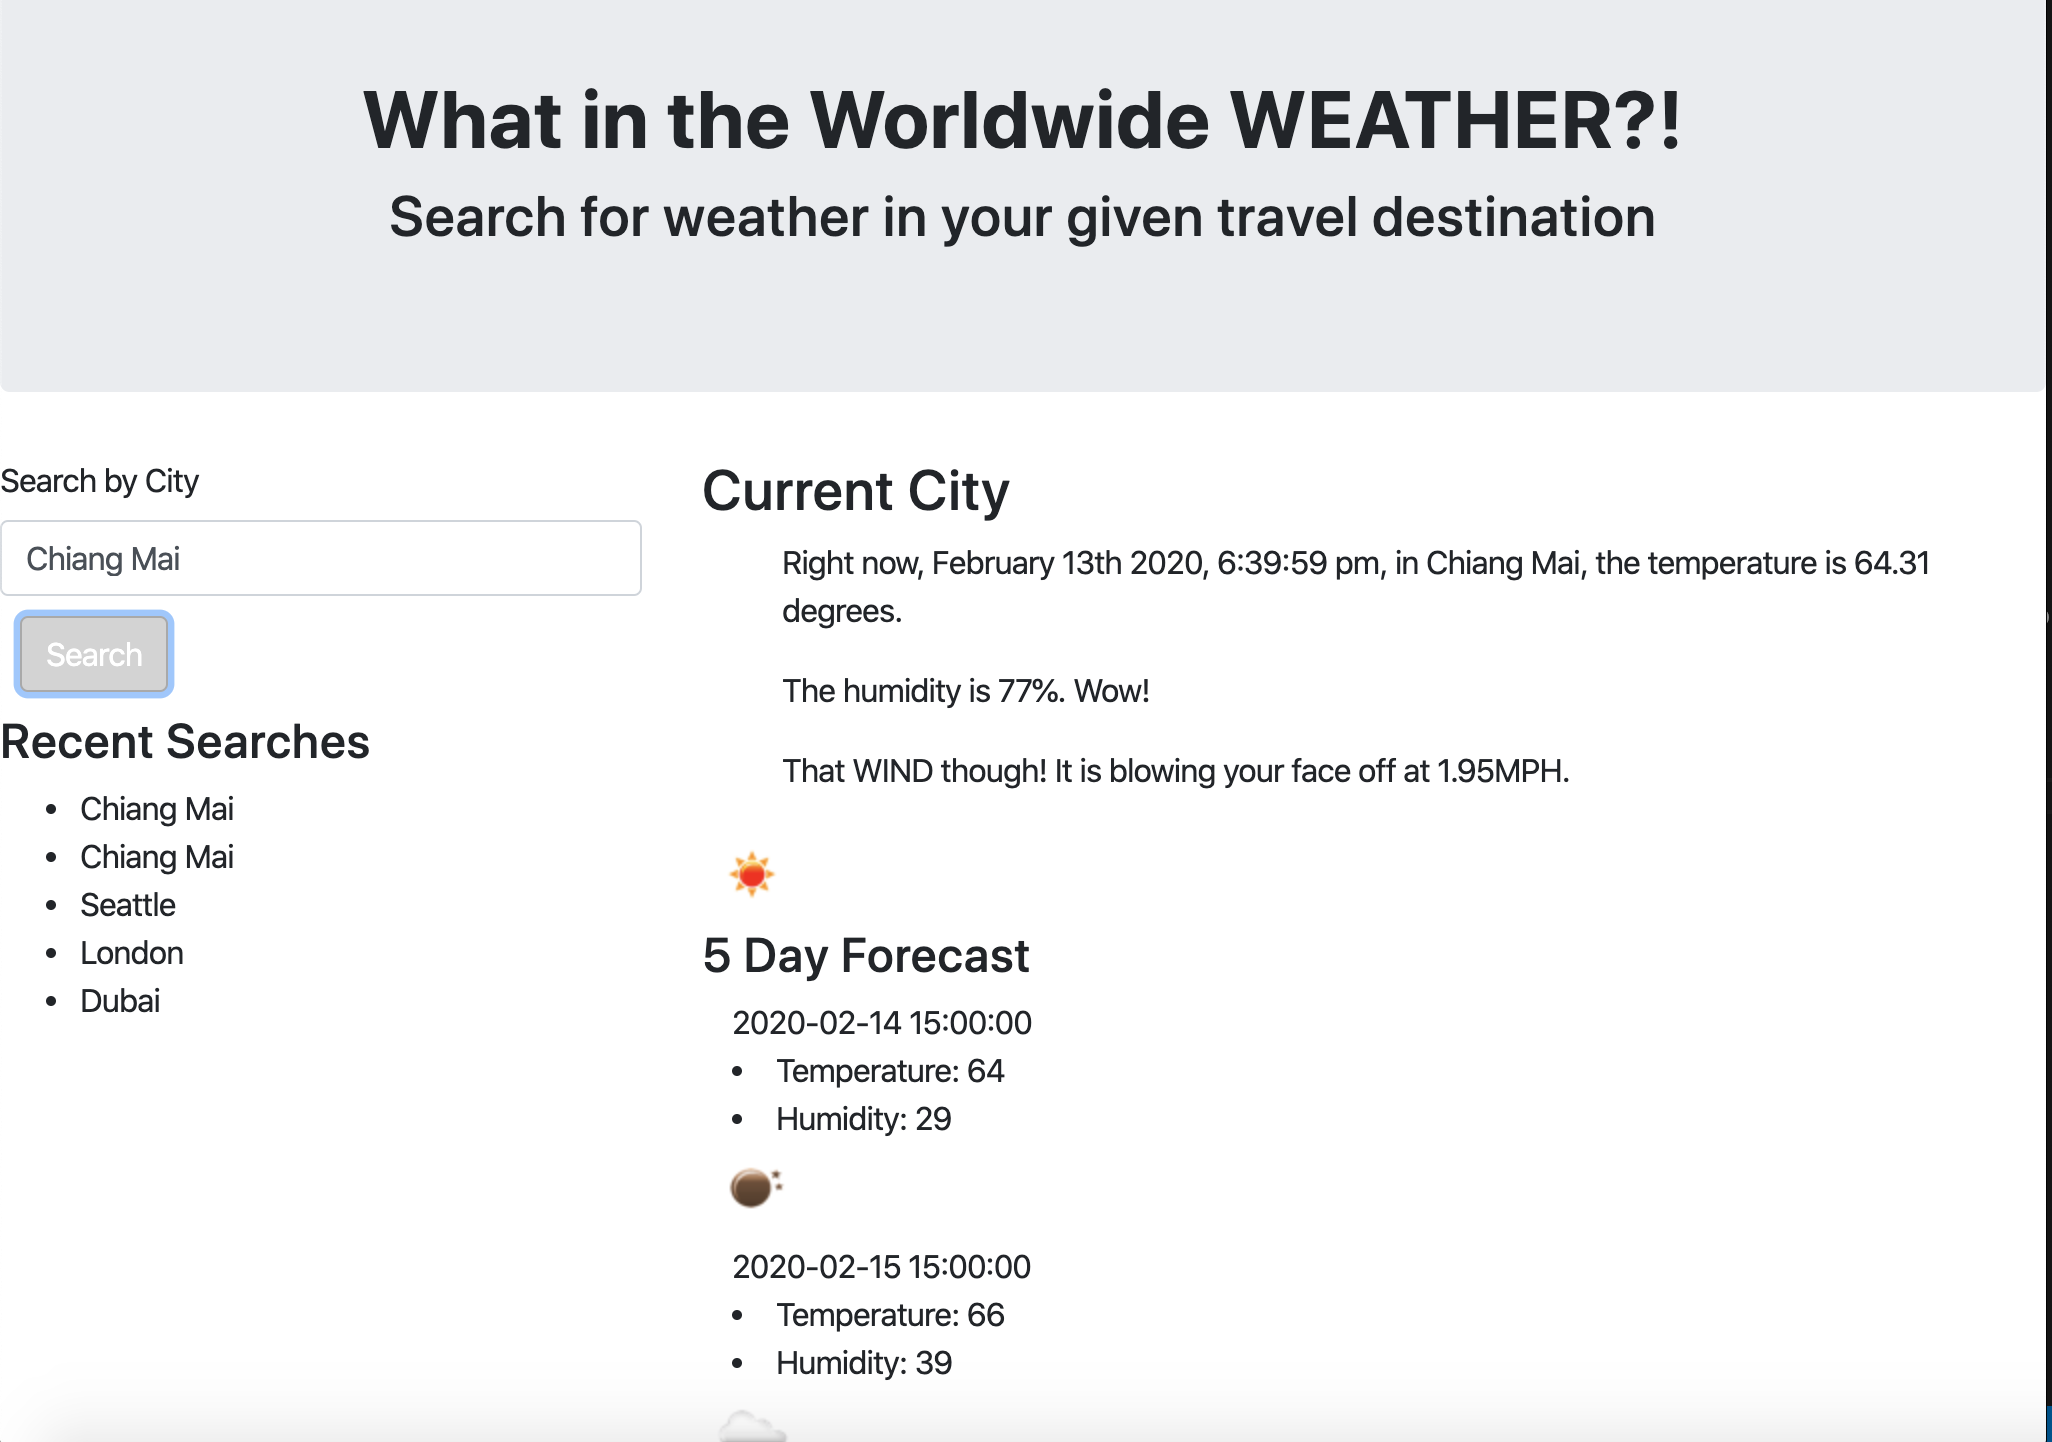 What in the Worldwide WEATHER?!
Search for weather in your given travel destination
Search by City
Chiang Mai
Search
Recent Searches
Chiang Mai
Chiang Mai
Seattle
London
Dubai
Current City
Right now, February 13th 2020, 6:39:59 pm, in Chiang Mai, the temperature is 64.31
degrees.
The humidity is 77%. Wow!
That WIND though! It is blowing your face off at 1.95MPH.
5 Day Forecast
2020-02-14 15:00:00
Temperature: 64
Humidity: 29
2020-02-15 15:00:00
Temperature: 66
Humidity: 39